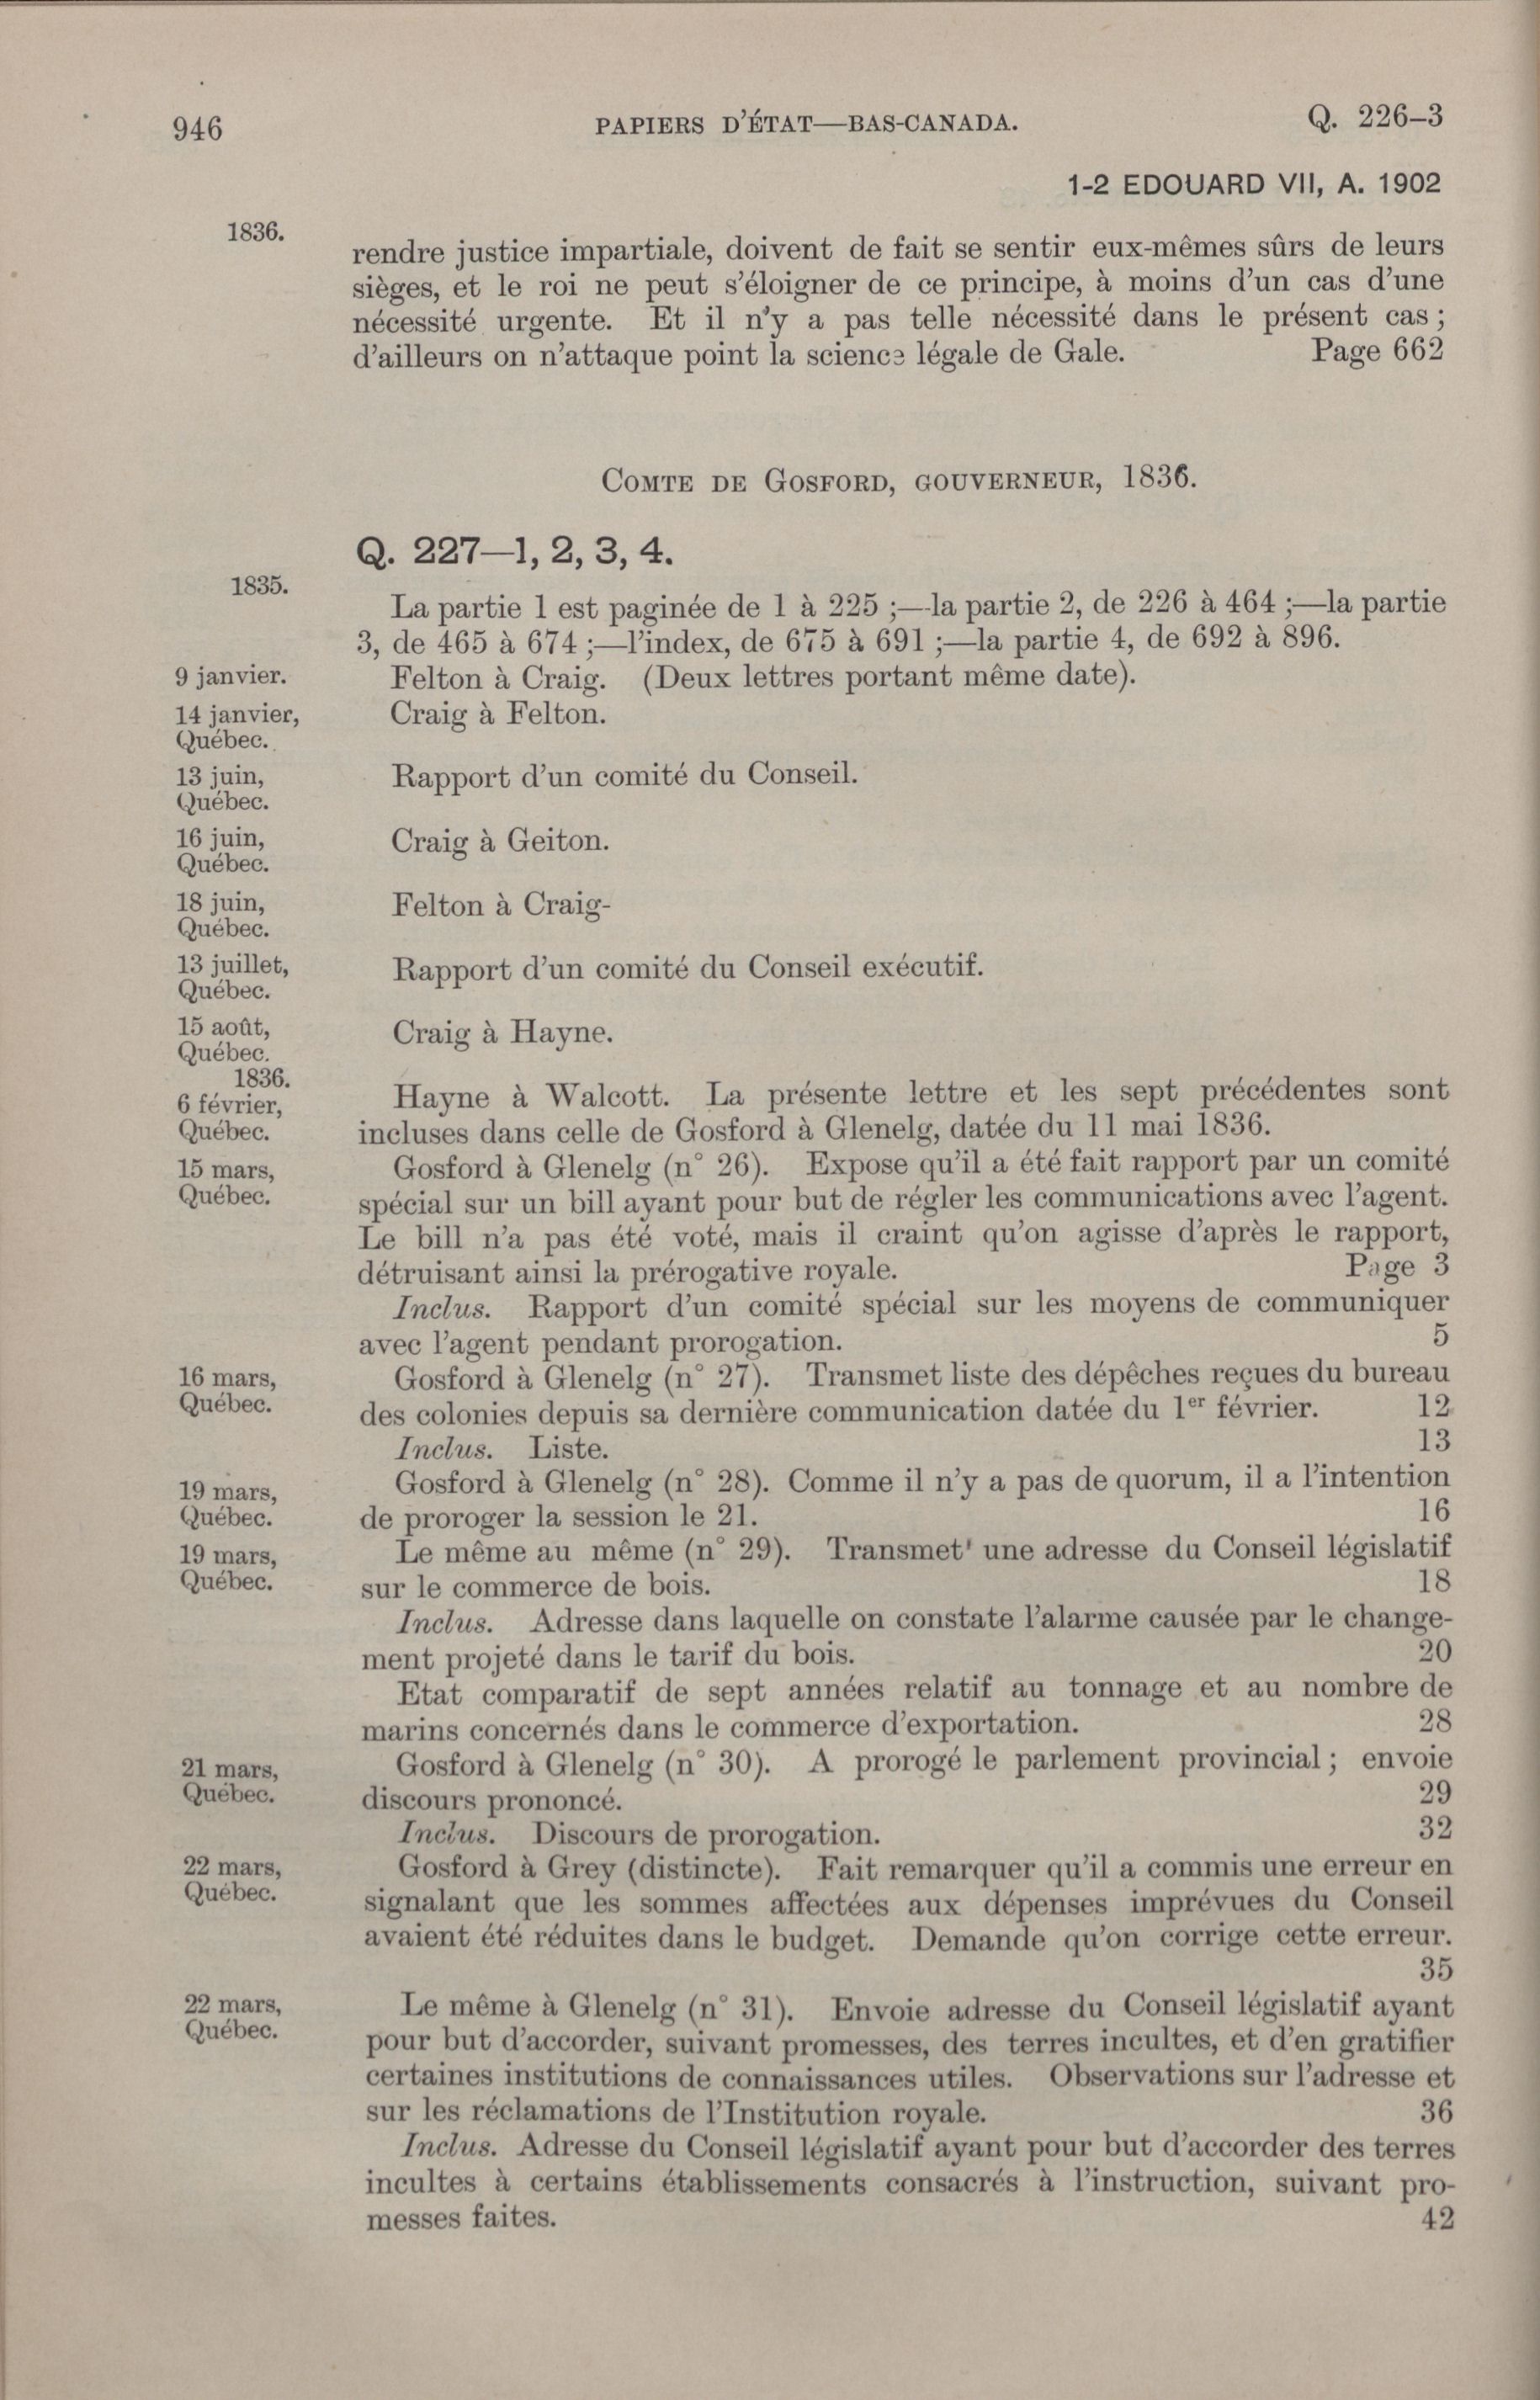 946
PAPIERS D'ÉTAT—BAS-CANADA.
Q. 226-3
1-2 EDOUARD VII, A. 1902
1836.
rendre justice impartiale, doivent de fait se sentir eux-mêmes sûrs de leurs
sièges, et le roi ne peut s'éloigner de ce principe, à moins d'un cas d'une
nécessité urgente. Et il n'y a pas telle nécessité dans le présent cas ;
d'ailleurs on n'attaque point la science légale de Gale. Page 662
COMTE DE GOSFORD, GOUVERNEUR, 1836.
Q. 227—1, 2, 3, 4.
1835.
La partie 1 est paginée de 1 à 225 ;—la partie 2, de 226 à 464 ;—la partie
3, de 465 à 674 ;—l'index, de 675 à 691 ;—la partie 4, de 692 à 896.
9 janvier. Felton à Craig. (Deux lettres portant même date).
14 janvier, Craig à Felton.
Québec.
13 juin, Rapport d'un comité du Conseil.
Québec.
16 juin, Craig à Geiton.
Québec.
18 juin, Felton à Craig-
Québec.
13 juillet, Rapport d'un comité du Conseil exécutif.
Québec.
15 août, Craig à Hayne.
Québec.
1836.
6 février, Hayne à Walcott. La présente lettre et les sept précédentes sont
Québec. incluses dans celle de Gosford à Glenelg, datée du 11 mai 1836.
15 mars, Gosford à Glenelg (n° 26). Expose qu'il a été fait rapport par un comité
Québec. spécial sur un bill ayant pour but de régler les communications avec l'agent.
Le bill n'a pas été voté, mais il craint qu'on agisse d'après le rapport,
détruisant ainsi la prérogative royale. Page 3
Inclus. Rapport d'un comité spécial sur les moyens de communiquer
avec l'agent pendant prorogation. 5
16 mars, Gosford à Glenelg (n° 27). Transmet liste des dépêches reçues du bureau
Québec. des colonies depuis sa dernière communication datée du 1er février. 12
Inclus. Liste. 13
19 mars, Gosford à Glenelg (n° 28). Comme il n'y a pas de quorum, il a l'intention
Québec. de proroger la session le 21. 16
19 mars, Le même au même (n° 29). Transmet' une adresse du Conseil législatif
Québec. sur le commerce de bois. 18
Inclus. Adresse dans laquelle on constate l'alarme causée par le change-
ment projeté dans le tarif du bois. 20
Etat comparatif de sept années relatif au tonnage et au nombre de
marins concernés dans le commerce d'exportation. 28
21 mars, Gosford à Glenelg (n° 30). A prorogé le parlement provincial ; envoie
Québec. discours prononcé. 29
Inclus. Discours de prorogation. 32
22 mars, Gosford à Grey (distincte). Fait remarquer qu'il a commis une erreur en
Québec. signalant que les sommes affectées aux dépenses imprévues du Conseil
avaient été réduites dans le budget. Demande qu'on corrige cette erreur.
35
22 mars, Le même à Glenelg (n° 31). Envoie adresse du Conseil législatif ayant
Québec. pour but d'accorder, suivant promesses, des terres incultes, et d'en gratifier
certaines institutions de connaissances utiles. Observations sur l'adresse et
sur les réclamations de l'Institution royale. 36
Inclus. Adresse du Conseil législatif ayant pour but d'accorder des terres
incultes à certains établissements consacrés à l'instruction, suivant pro-
messes faites. 42